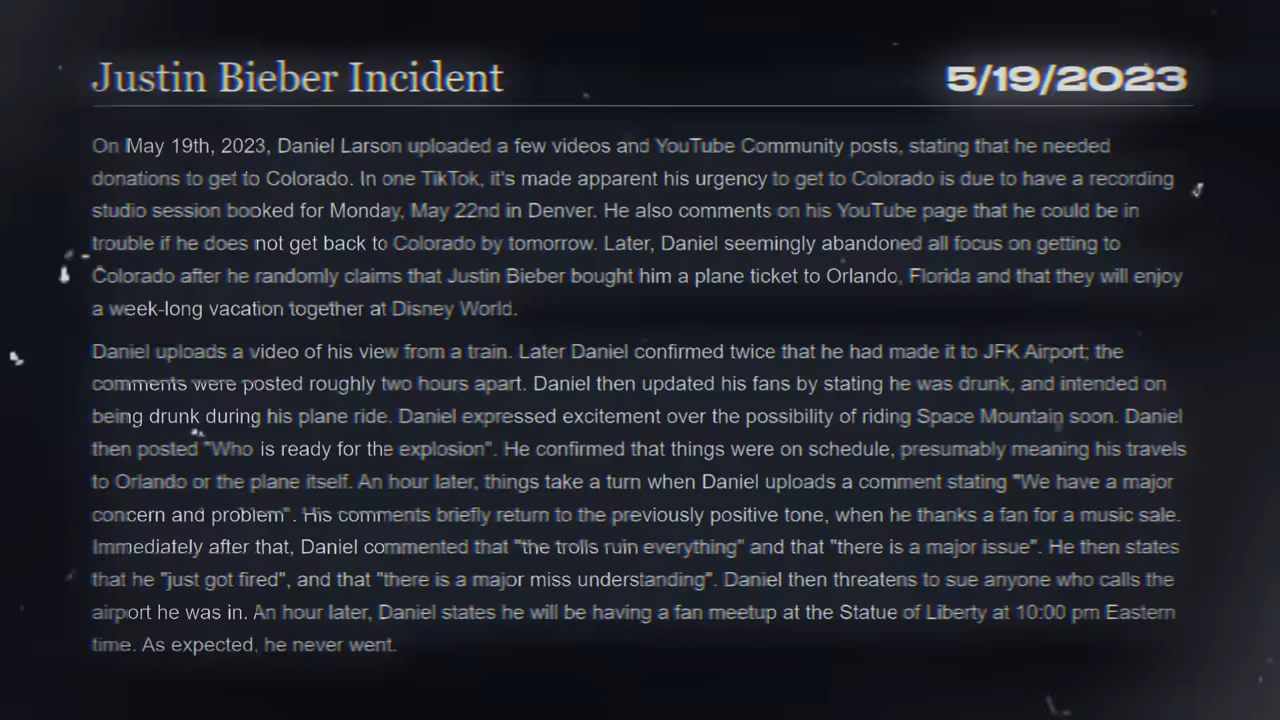 Justin Bieber Incident
5/19/2023
On May 19th, 2023, Daniel Larson uploaded a few videos and YouTube Community posts, stating that he needed
donations to get to Colorado. In one TikTok, it's made apparent his urgency to get to Colorado is due to have a recording
studio session booked for Monday, May 22nd in Denver. He also comments on his YouTube page that he could be in
trouble if he does not get back to Colorado by tomorrow. Later, Daniel seemingly abandoned all focus on getting to
Colorado after he randomly claims that Justin Bieber bought him a plane ticket to Orlando, Florida and that they will enjoy
a week-long vacation together at Disney World.
Daniel uploads a video of his view from a train. Later Daniel confirmed twice that he had made it to JFK Airport; the
comments were posted roughly two hours apart. Daniel then updated his fans by stating he was drunk, and intended on
being drunk during his plane ride. Daniel expressed excitement over the possibility of riding Space Mountain soon. Daniel
then posted "Who is ready for the explosion". He confirmed that things were on schedule, presumably meaning his travels
to Orlando or the plane itself. An hour later, things take a turn when Daniel uploads a comment stating "We have a major
concern and problem". His comments briefly return to the previously positive tone, when he thanks a fan for a music sale.
Immediately after that, Daniel commented that "the trolls ruin everything" and that "there is a major issue". He then states
that he "just got fired", and that "there is a major miss understanding". Daniel then threatens to sue anyone who calls the
airport he was in. An hour later, Daniel states he will be having a fan meetup at the Statue of Liberty at 10:00 pm Eastern
time. As expected, he never went.